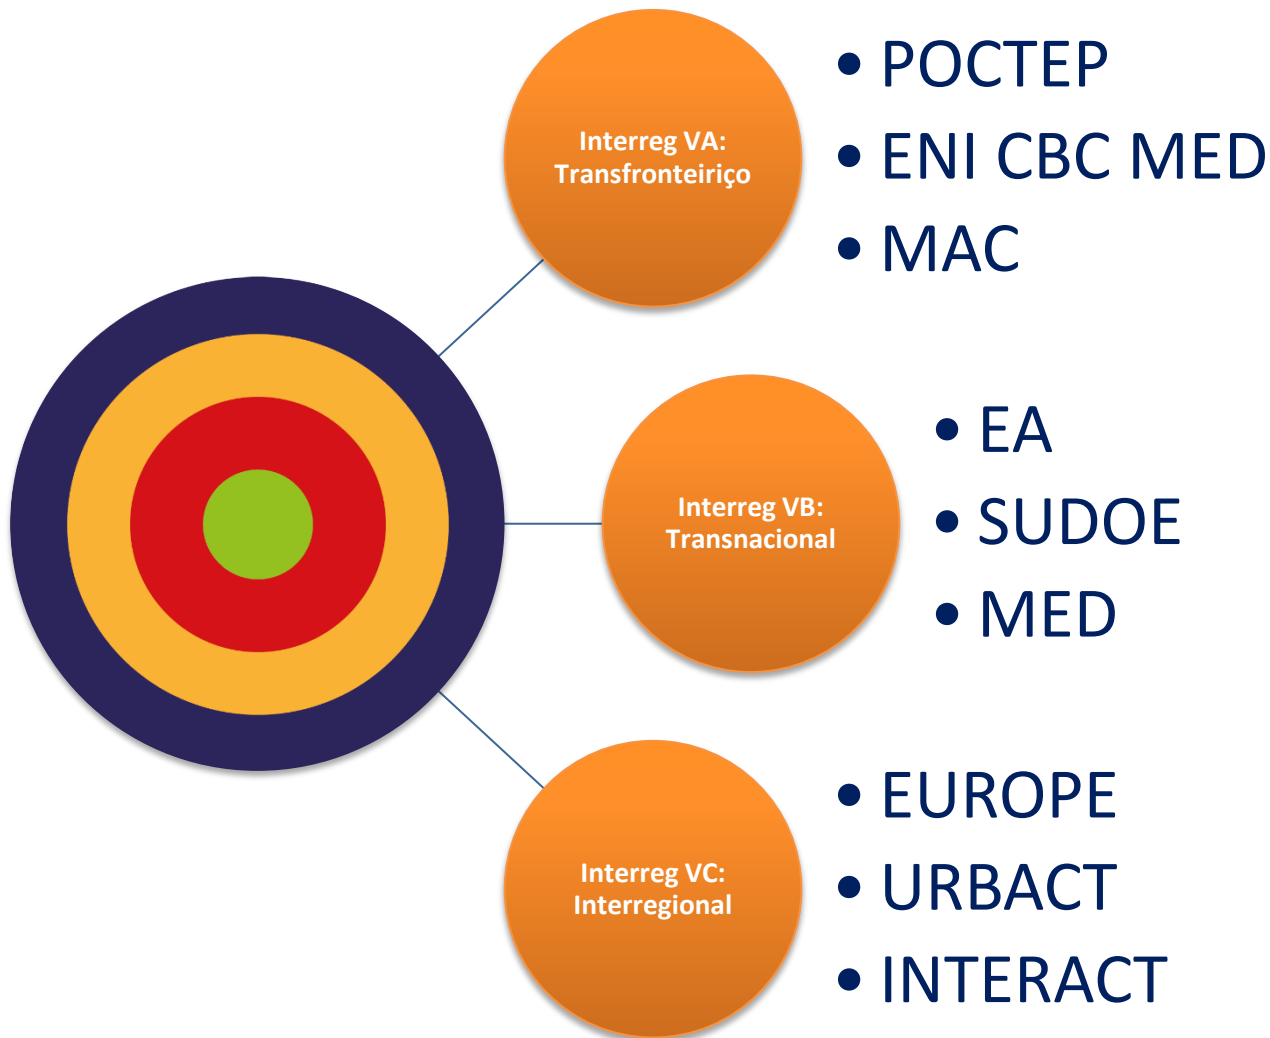 Interreg VA:
Transfronteiriço
• POCTEP
• ENI CBC MED
• MAC
Interreg VB:
Transnacional
• EA
• SUDOE
• MED
Interreg VC:
Interregional
• EUROPE
• URBACT
• INTERACT